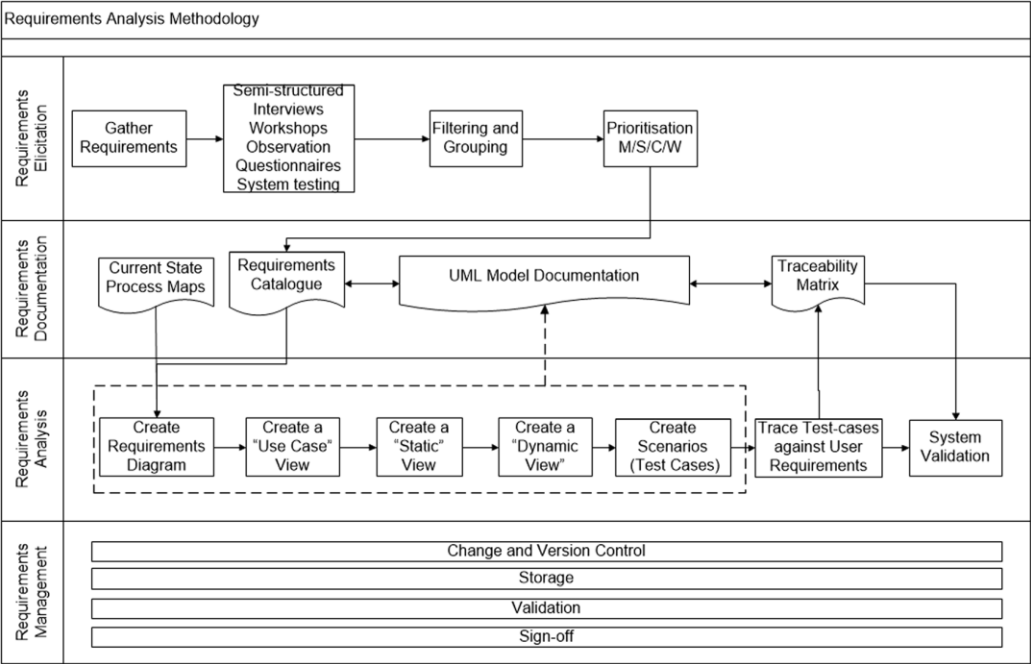 Requirements Analysis Methodology
Requirements
Elicitation
Gather
Requirements
Semi-structured
Interviews
Workshops
Observation
Questionnaires
System testing
Filtering and
Grouping
Prioritisation
M/S/C/W
Requirements
Documentation
Current State
Process Maps
Requirements
Catalogue
UML Model Documentation
Traceability
Matrix
Requirements
Analysis
Create
Requirements
Diagram
Create a
“Use Case“
View
Create a
“Static”
View
Create a
“Dynamic
View”
Create
Scenarios
(Test Cases)
Trace Test-cases
against User
Requirements
System
Validation
Requirements
Management
Change and Version Control
Storage
Validation
Sign-off